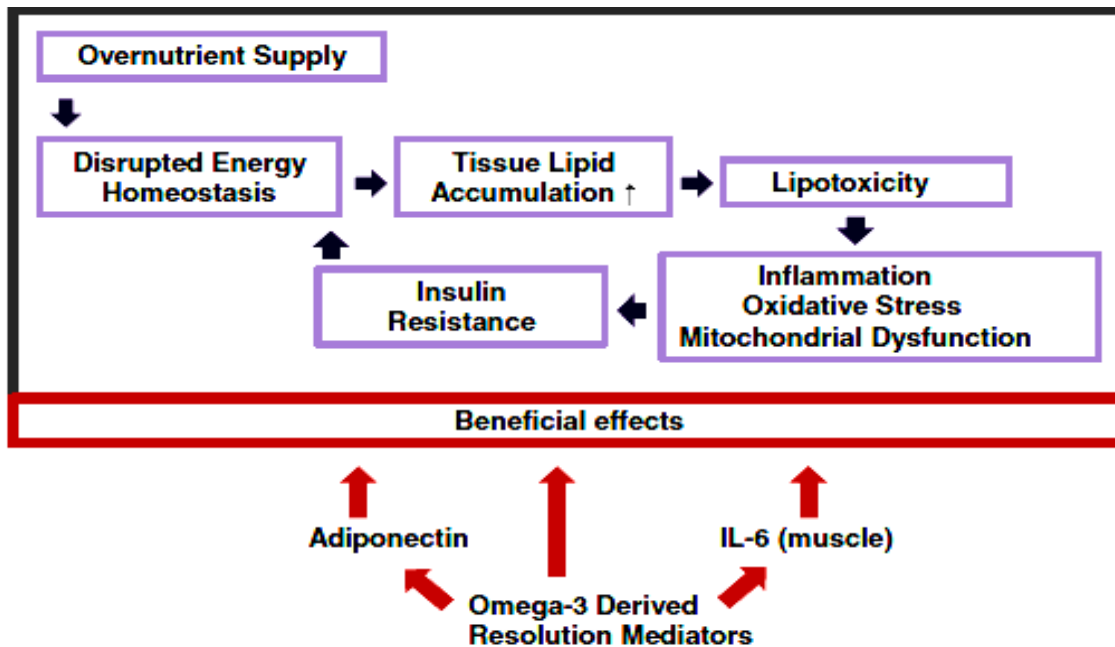 Overnutrient Supply
Disrupted Energy
Homeostasis
Tissue Lipid
Accumulation ↑
Lipotoxicity
Insulin
Resistance
Inflammation
Oxidative Stress
Mitochondrial Dysfunction
Beneficial effects
Adiponectin
IL-6 (muscle)
Omega-3 Derived
Resolution Mediators